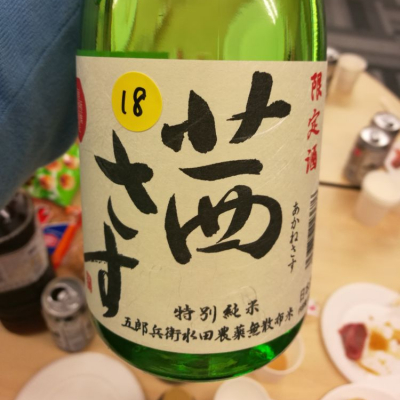 限定酒
茜
さす
あかねさす
18
特別純米
五郎兵衛水田農薬無散布米